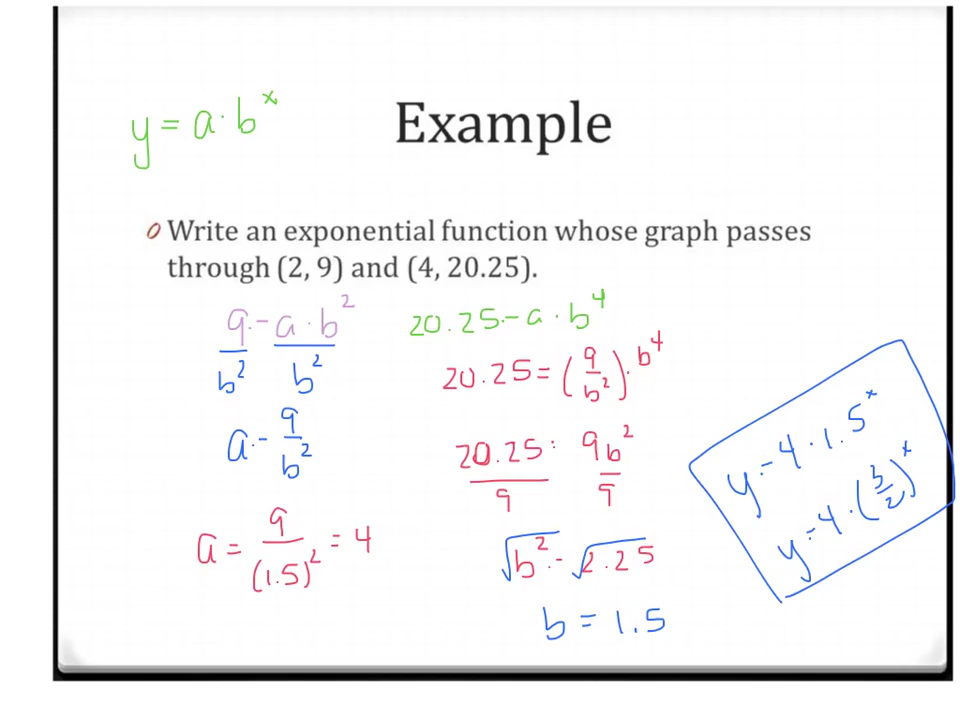 y = a · b^x
Example
Write an exponential function whose graph passes
through (2, 9) and (4, 20.25).
9 = a · b^2
b^2 b^2
a = 9/b^2
a = 9/(1.5)^2 = 4
20.25 = a · b^4
20.25 = (9/b^2) · b^4
20.25 = 9b^2
9 9
√b^2 = √2.25
b = 1.5
y = 4 · 1.5^x
y = 4 · (3/2)^x